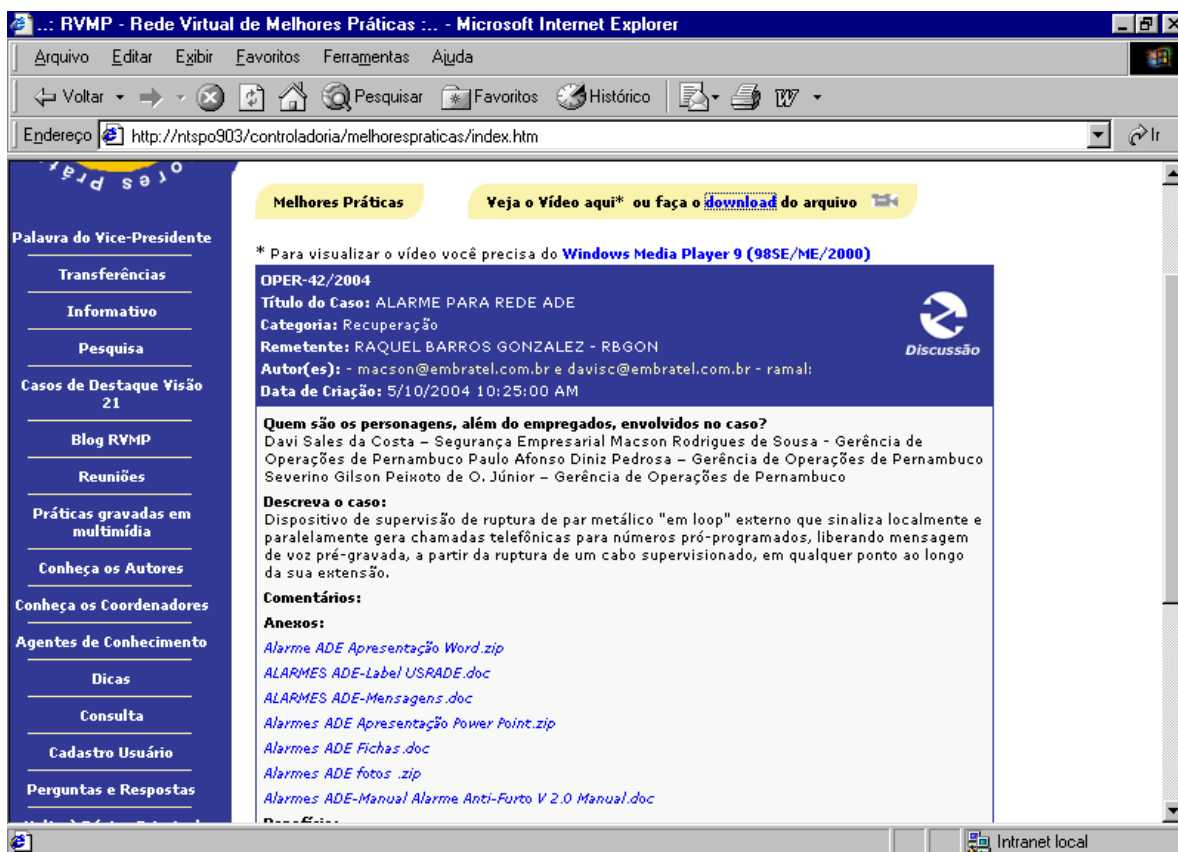 ..: RVMP - Rede Virtual de Melhores Práticas :.. - Microsoft Internet Explorer
Arquivo Editar Exibir Favoritos Ferramentas Ajuda
Voltar Pesquisar Favoritos Histórico
Endereço http://ntspo903/controladoria/melhorespraticas/index.htm Ir
Melhores Práticas
Veja o Vídeo aqui* ou faça o download do arquivo
* Para visualizar o vídeo você precisa do Windows Media Player 9 (98SE/ME/2000)
Palavra do Vice-Presidente
Transferências
Informativo
Pesquisa
Casos de Destaque Visão
21
Blog RVMP
Reuniões
Práticas gravadas em
multimídia
Conheça os Autores
Conheça os Coordenadores
Agentes de Conhecimento
Dicas
Consulta
Cadastro Usuário
Perguntas e Respostas
OPER-42/2004
Título do Caso: ALARME PARA REDE ADE
Categoria: Recuperação
Remetente: RAQUEL BARROS GONZALEZ - RBGON
Autor(es): - macson@embratel.com.br e davisc@embratel.com.br - ramal:
Data de Criação: 5/10/2004 10:25:00 AM
Discussão
Quem são os personagens, além do empregados, envolvidos no caso?
Davi Sales da Costa – Segurança Empresarial Macson Rodrigues de Sousa - Gerência de
Operações de Pernambuco Paulo Afonso Diniz Pedrosa – Gerência de Operações de Pernambuco
Severino Gilson Peixoto de O. Júnior – Gerência de Operações de Pernambuco
Descreva o caso:
Dispositivo de supervisão de ruptura de par metálico "em loop" externo que sinaliza localmente e
paralelamente gera chamadas telefônicas para números pró-programados, liberando mensagem
de voz pré-gravada, a partir da ruptura de um cabo supervisionado, em qualquer ponto ao longo
da sua extensão.
Comentários:
Anexos:
Alarme ADE Apresentação Word.zip
ALARMES ADE-Label USRADE.doc
ALARMES ADE-Mensagens.doc
Alarmes ADE Apresentação Power Point.zip
Alarmes ADE Fichas.doc
Alarmes ADE fotos .zip
Alarmes ADE-Manual Alarme Anti-Furto V 2.0 Manual.doc
Intranet local